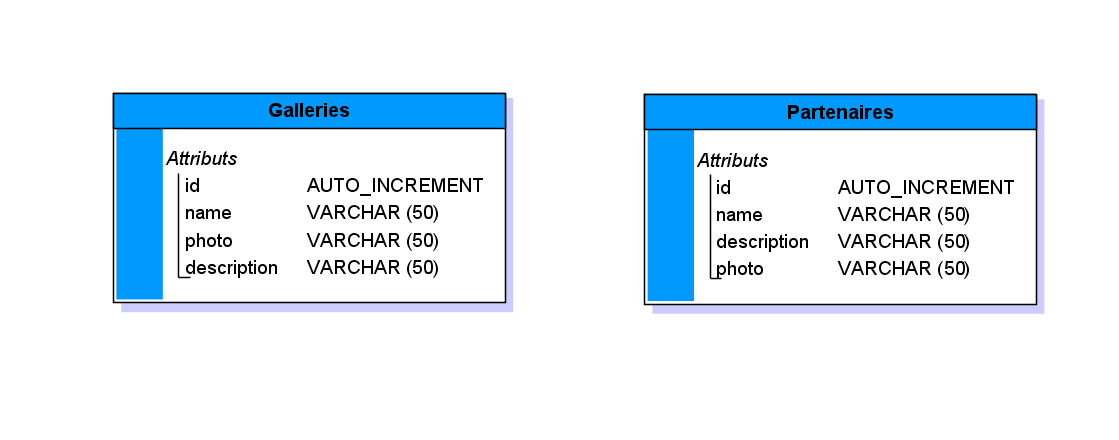 Galleries
Attributs
id AUTO_INCREMENT
name VARCHAR (50)
photo VARCHAR (50)
description VARCHAR (50)
Partenaires
Attributs
id AUTO_INCREMENT
name VARCHAR (50)
description VARCHAR (50)
photo VARCHAR (50)